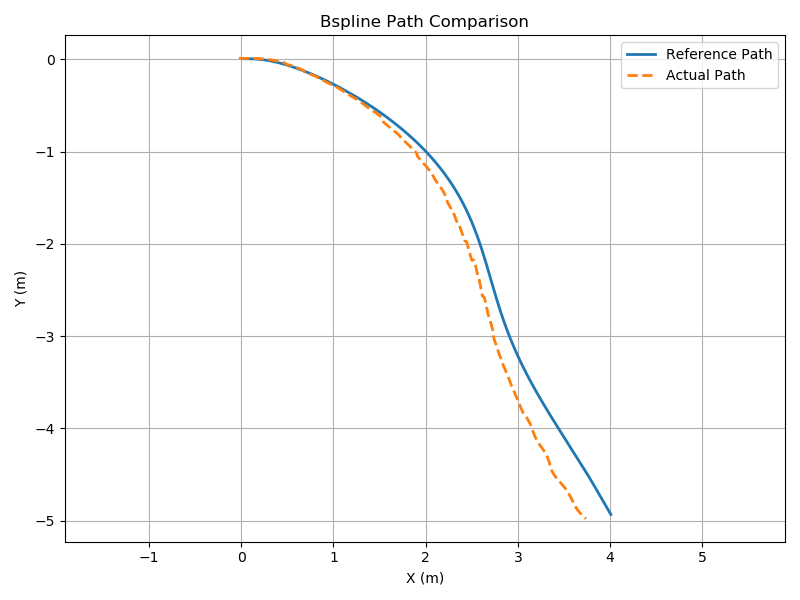 Bspline Path Comparison
Reference Path
Actual Path
0
−1
−2
−3
−4
−5
Y (m)
−1
0
1
2
3
4
5
X (m)